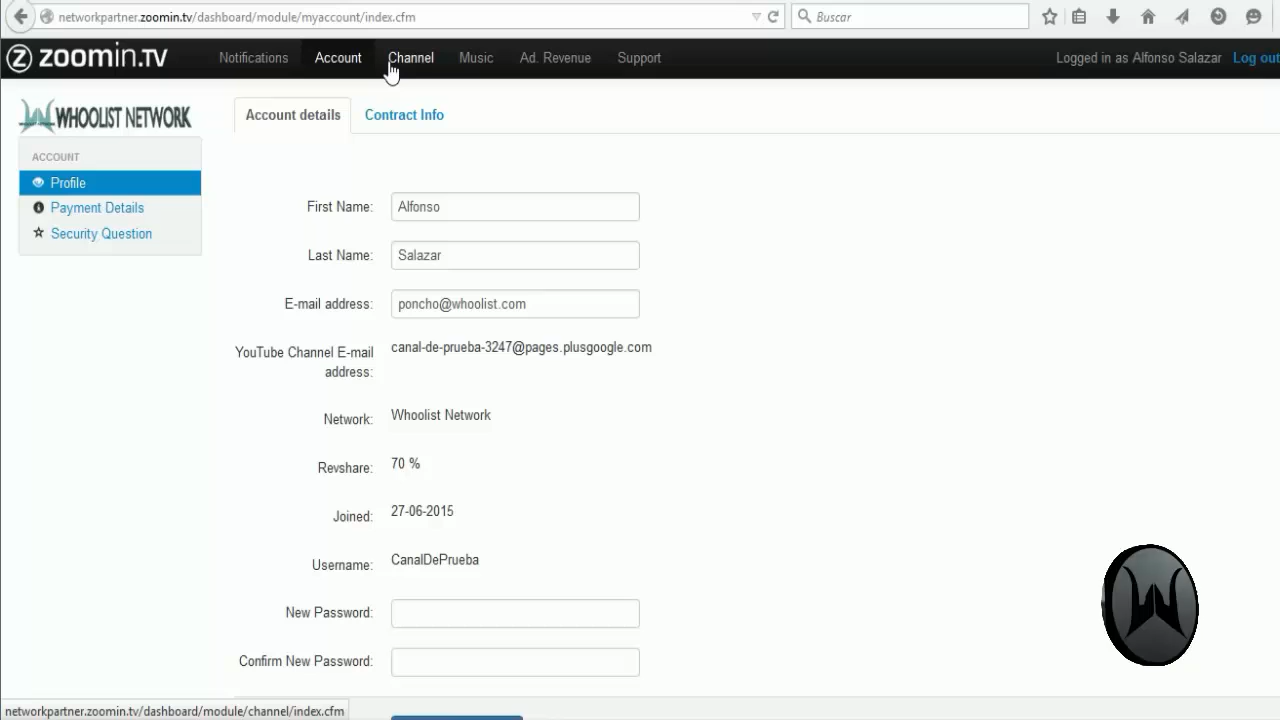 networkpartner.zoomin.tv/dashboard/module/myaccount/index.cfm
Buscar
zoomin.tv
Notifications Account Channel Music Ad. Revenue Support
Logged in as Alfonso Salazar Log out
WHOOLIST NETWORK
Account details Contract Info
ACCOUNT
Profile
Payment Details
Security Question
First Name: Alfonso
Last Name: Salazar
E-mail address: poncho@whoolist.com
YouTube Channel E-mail address: canal-de-prueba-3247@pages.plusgoogle.com
Network: Whoolist Network
Revshare: 70 %
Joined: 27-06-2015
Username: CanalDePrueba
New Password:
Confirm New Password:
networkpartner.zoomin.tv/dashboard/module/channel/index.cfm